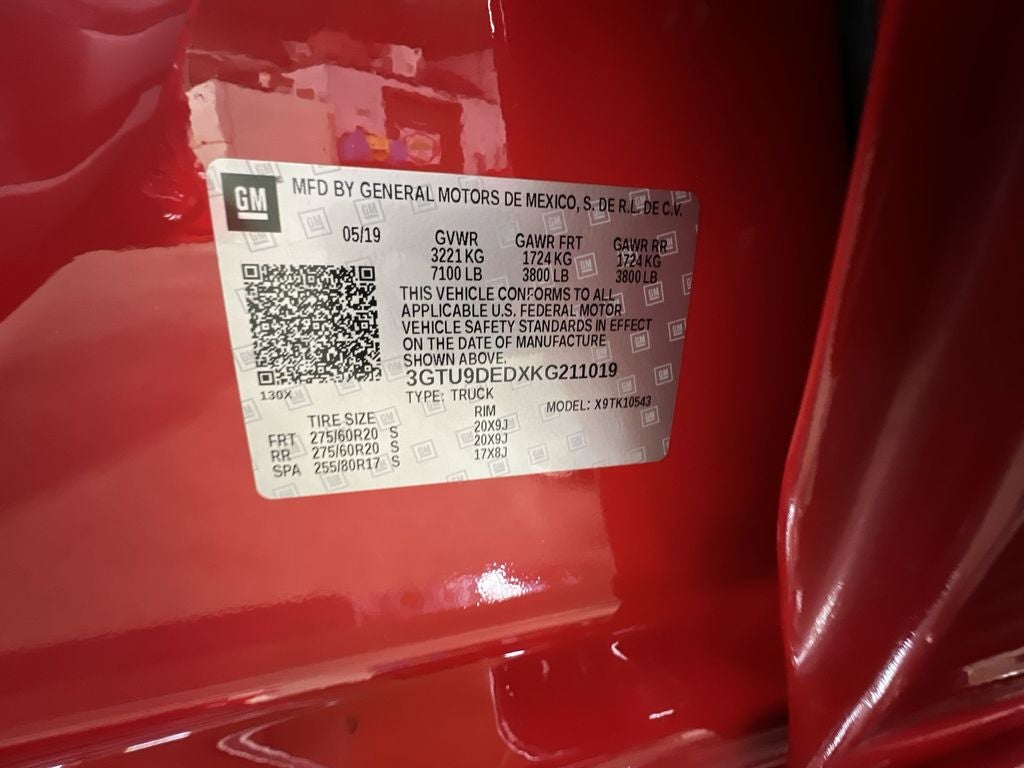 GM
MFD BY GENERAL MOTORS DE MEXICO, S. DE R.L. DE C.V.
05/19 GVWR GAWR FRT GAWR RR
3221 KG 1724 KG 1724 KG
7100 LB 3800 LB 3800 LB
THIS VEHICLE CONFORMS TO ALL
APPLICABLE U.S. FEDERAL MOTOR
VEHICLE SAFETY STANDARDS IN EFFECT
ON THE DATE OF MANUFACTURE
SHOWN ABOVE.
3GTU9DEDXKG211019
130X
TYPE: TRUCK MODEL: X9TK10543
TIRE SIZE RIM
FRT 275/60R20 S 20X9J
RR 275/60R20 S 20X9J
SPA 255/80R17 S 17X8J